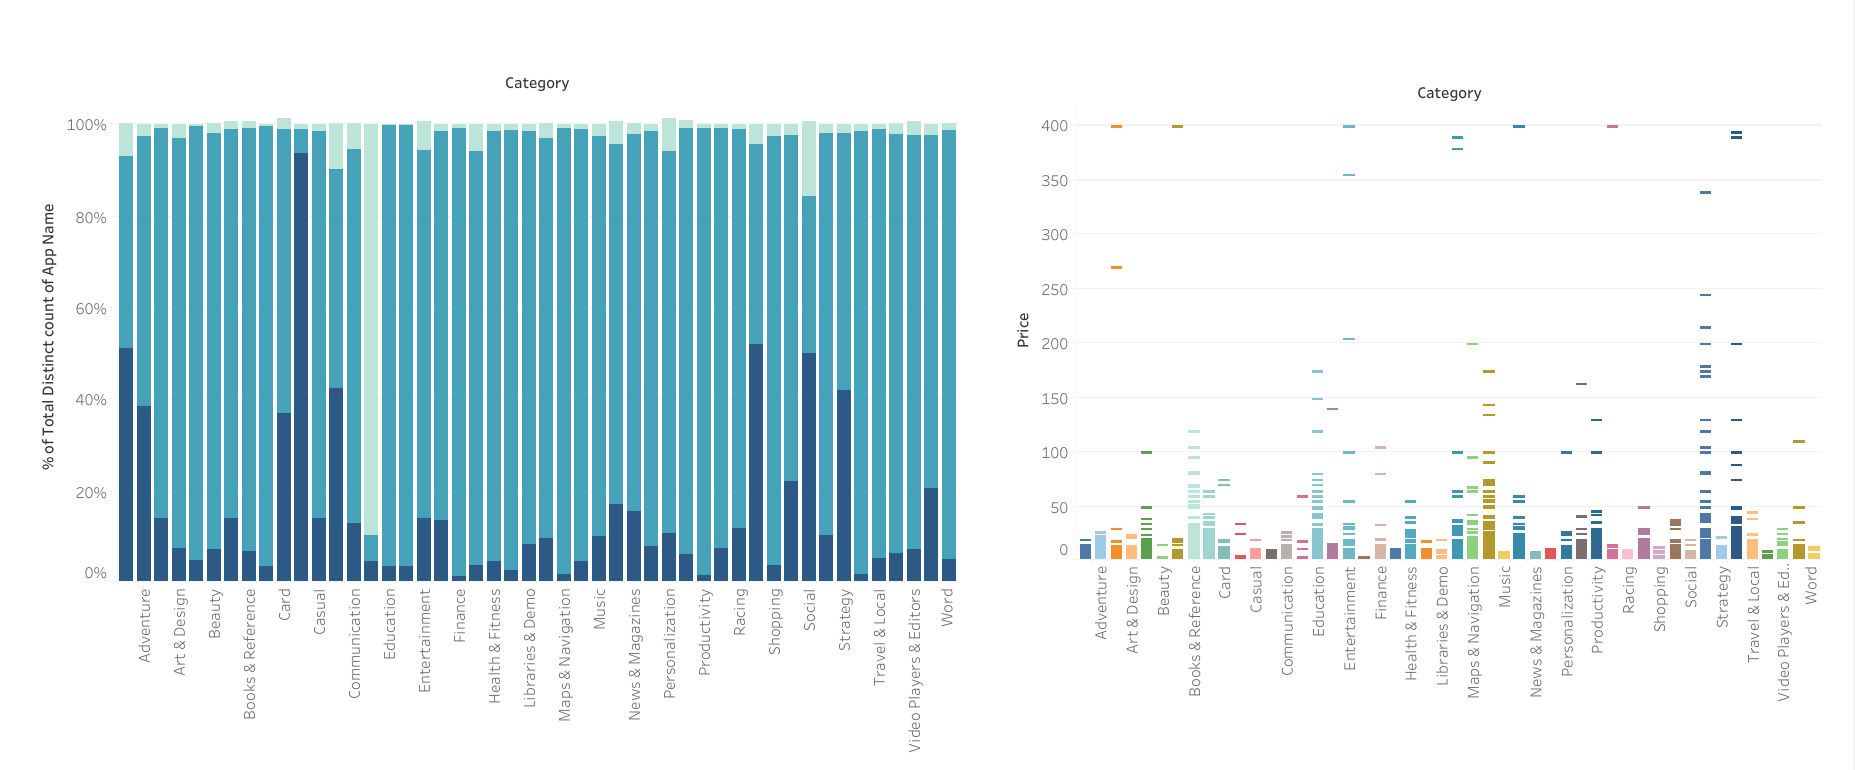 Category
% of Total Distinct count of App Name
100%
80%
60%
40%
20%
0%
Adventure
Art & Design
Beauty
Books & Reference
Card
Casual
Communication
Education
Entertainment
Finance
Health & Fitness
Libraries & Demo
Maps & Navigation
Music
News & Magazines
Personalization
Productivity
Racing
Shopping
Social
Strategy
Travel & Local
Video Players & Editors
Word
Category
Price
400
350
300
250
200
150
100
50
0
Adventure
Art & Design
Beauty
Books & Reference
Card
Casual
Communication
Education
Entertainment
Finance
Health & Fitness
Libraries & Demo
Maps & Navigation
Music
News & Magazines
Personalization
Productivity
Racing
Shopping
Social
Strategy
Travel & Local
Video Players & Ed..
Word